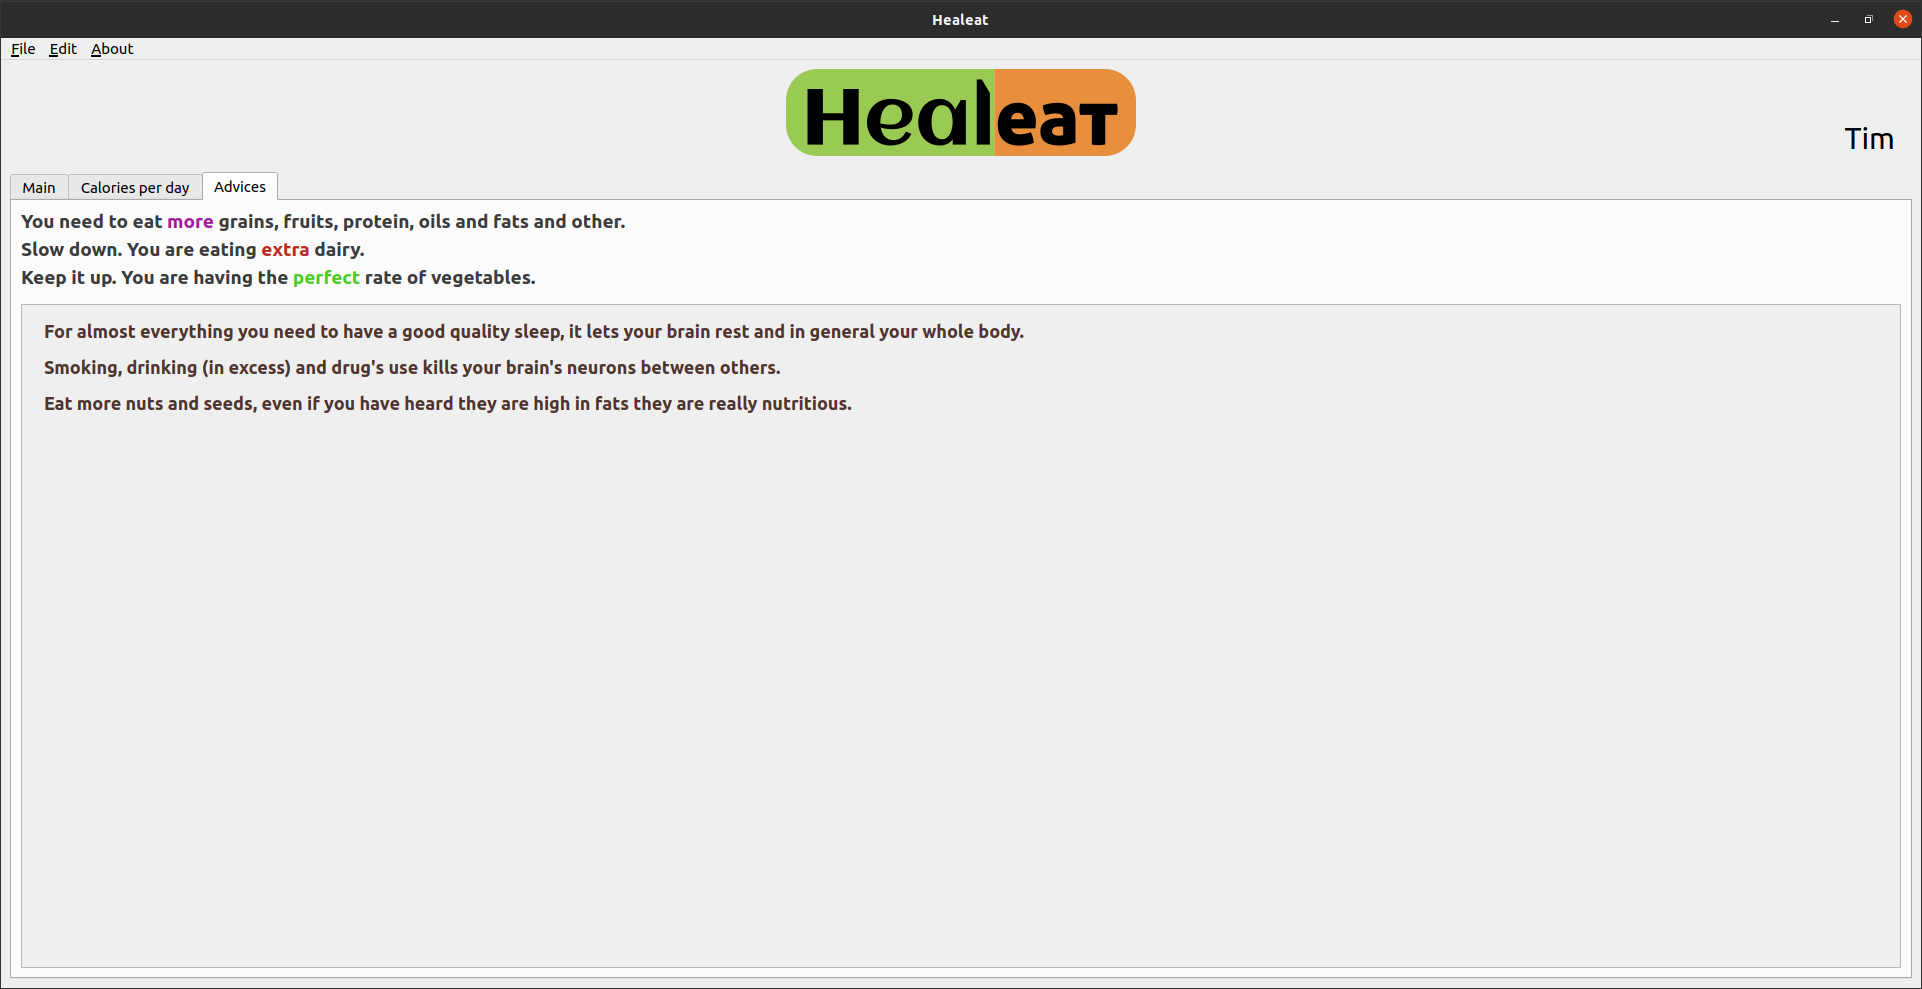 Healeat
File Edit About
Healeat
Tim
Main Calories per day Advices
You need to eat more grains, fruits, protein, oils and fats and other.
Slow down. You are eating extra dairy.
Keep it up. You are having the perfect rate of vegetables.
For almost everything you need to have a good quality sleep, it lets your brain rest and in general your whole body.
Smoking, drinking (in excess) and drug's use kills your brain's neurons between others.
Eat more nuts and seeds, even if you have heard they are high in fats they are really nutritious.